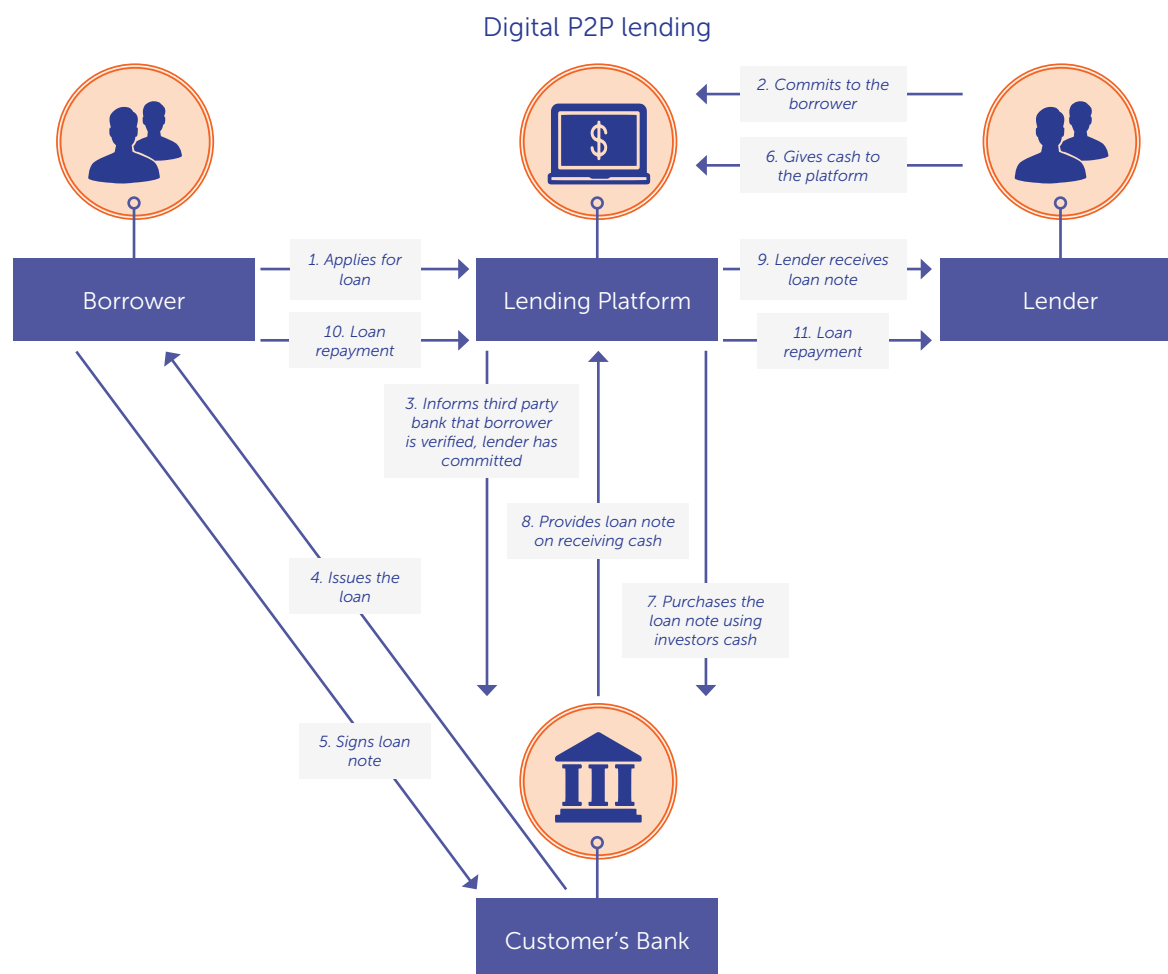 Digital P2P lending
2. Commits to the
borrower
6. Gives cash to
the platform
$
Borrower
1. Applies for
loan
10. Loan
repayment
Lending Platform
9. Lender receives
loan note
11. Loan
repayment
Lender
3. Informs third party
bank that borrower
is verified, lender has
committed
8. Provides loan note
on receiving cash
4. Issues the
loan
7. Purchases the
loan note using
investors cash
5. Signs loan
note
Customer's Bank